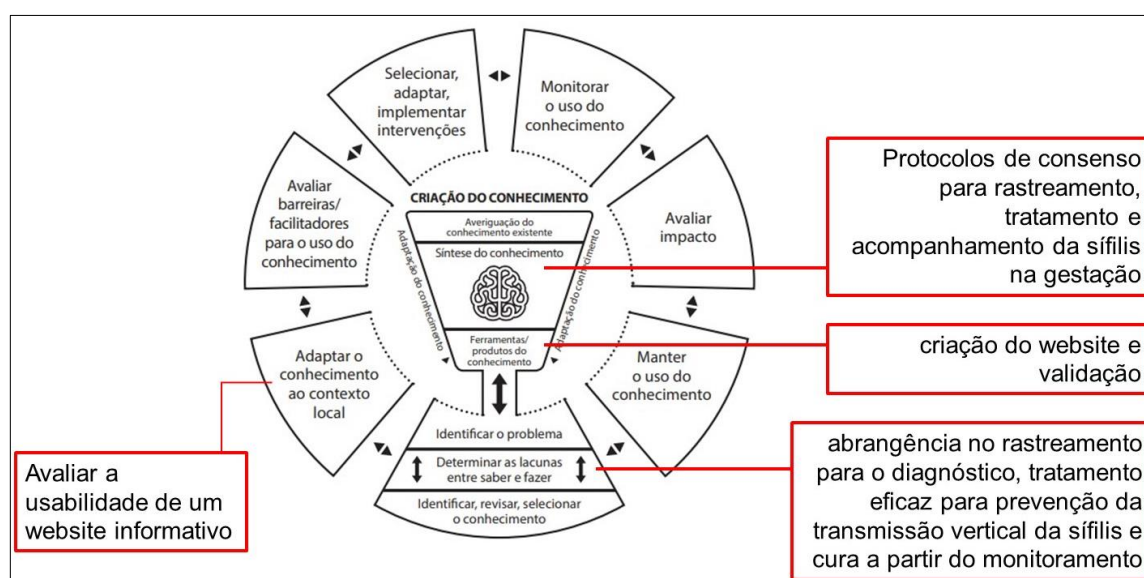 Selecionar,
adaptar,
implementar
intervenções
Monitorar
o uso do
conhecimento
Avaliar
barreiras/
facilitadores
para o uso do
conhecimento
Avaliar
impacto
CRIAÇÃO DO CONHECIMENTO
Averiguação do
conhecimento existente
Síntese do conhecimento
Adaptação do conhecimento
Adaptação do conhecimento
Ferramentas/
produtos do
conhecimento
Adaptar o
conhecimento
ao contexto
local
Manter
o uso do
conhecimento
Identificar o problema
Determinar as lacunas
entre saber e fazer
Identificar, revisar, selecionar
o conhecimento
Protocolos de consenso
para rastreamento,
tratamento e
acompanhamento da sífilis
na gestação
criação do website e
validação
abrangência no rastreamento
para o diagnóstico, tratamento
eficaz para prevenção da
transmissão vertical da sífilis e
cura a partir do monitoramento
Avaliar a
usabilidade de um
website informativo